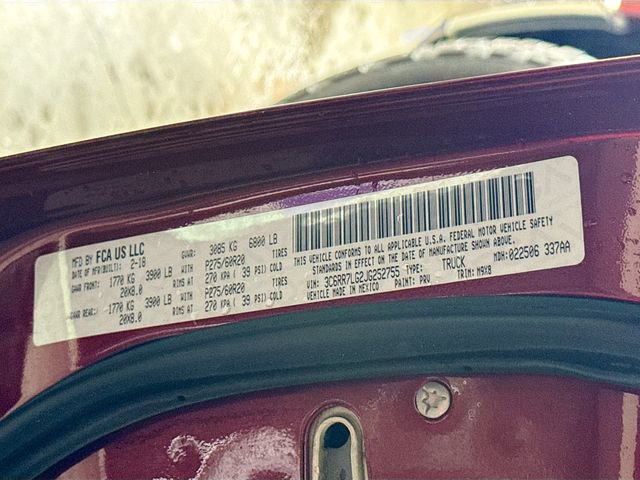 MFD BY FCA US LLC
DATE OF MFR/BUILT: 2-18 GVWR: 3085 KG 6800 LB
GAWR FRONT: 1770 KG 3900 LB WITH P275/60R20 TIRES
20X8.0 RIMS AT 270 KPA ( 39 PSI) COLD
GAWR REAR: 1770 KG 3900 LB WITH P275/60R20 TIRES
20X8.0 RIMS AT 270 KPA ( 39 PSI) COLD
THIS VEHICLE CONFORMS TO ALL APPLICABLE U.S.A. FEDERAL MOTOR VEHICLE SAFETY
STANDARDS IN EFFECT ON THE DATE OF MANUFACTURE SHOWN ABOVE.
MDH: 022506 337AA
VIN: 3C6RR7LG2JG252755 TYPE: TRUCK
VEHICLE MADE IN MEXICO PAINT: PRV TRIM: M9X8